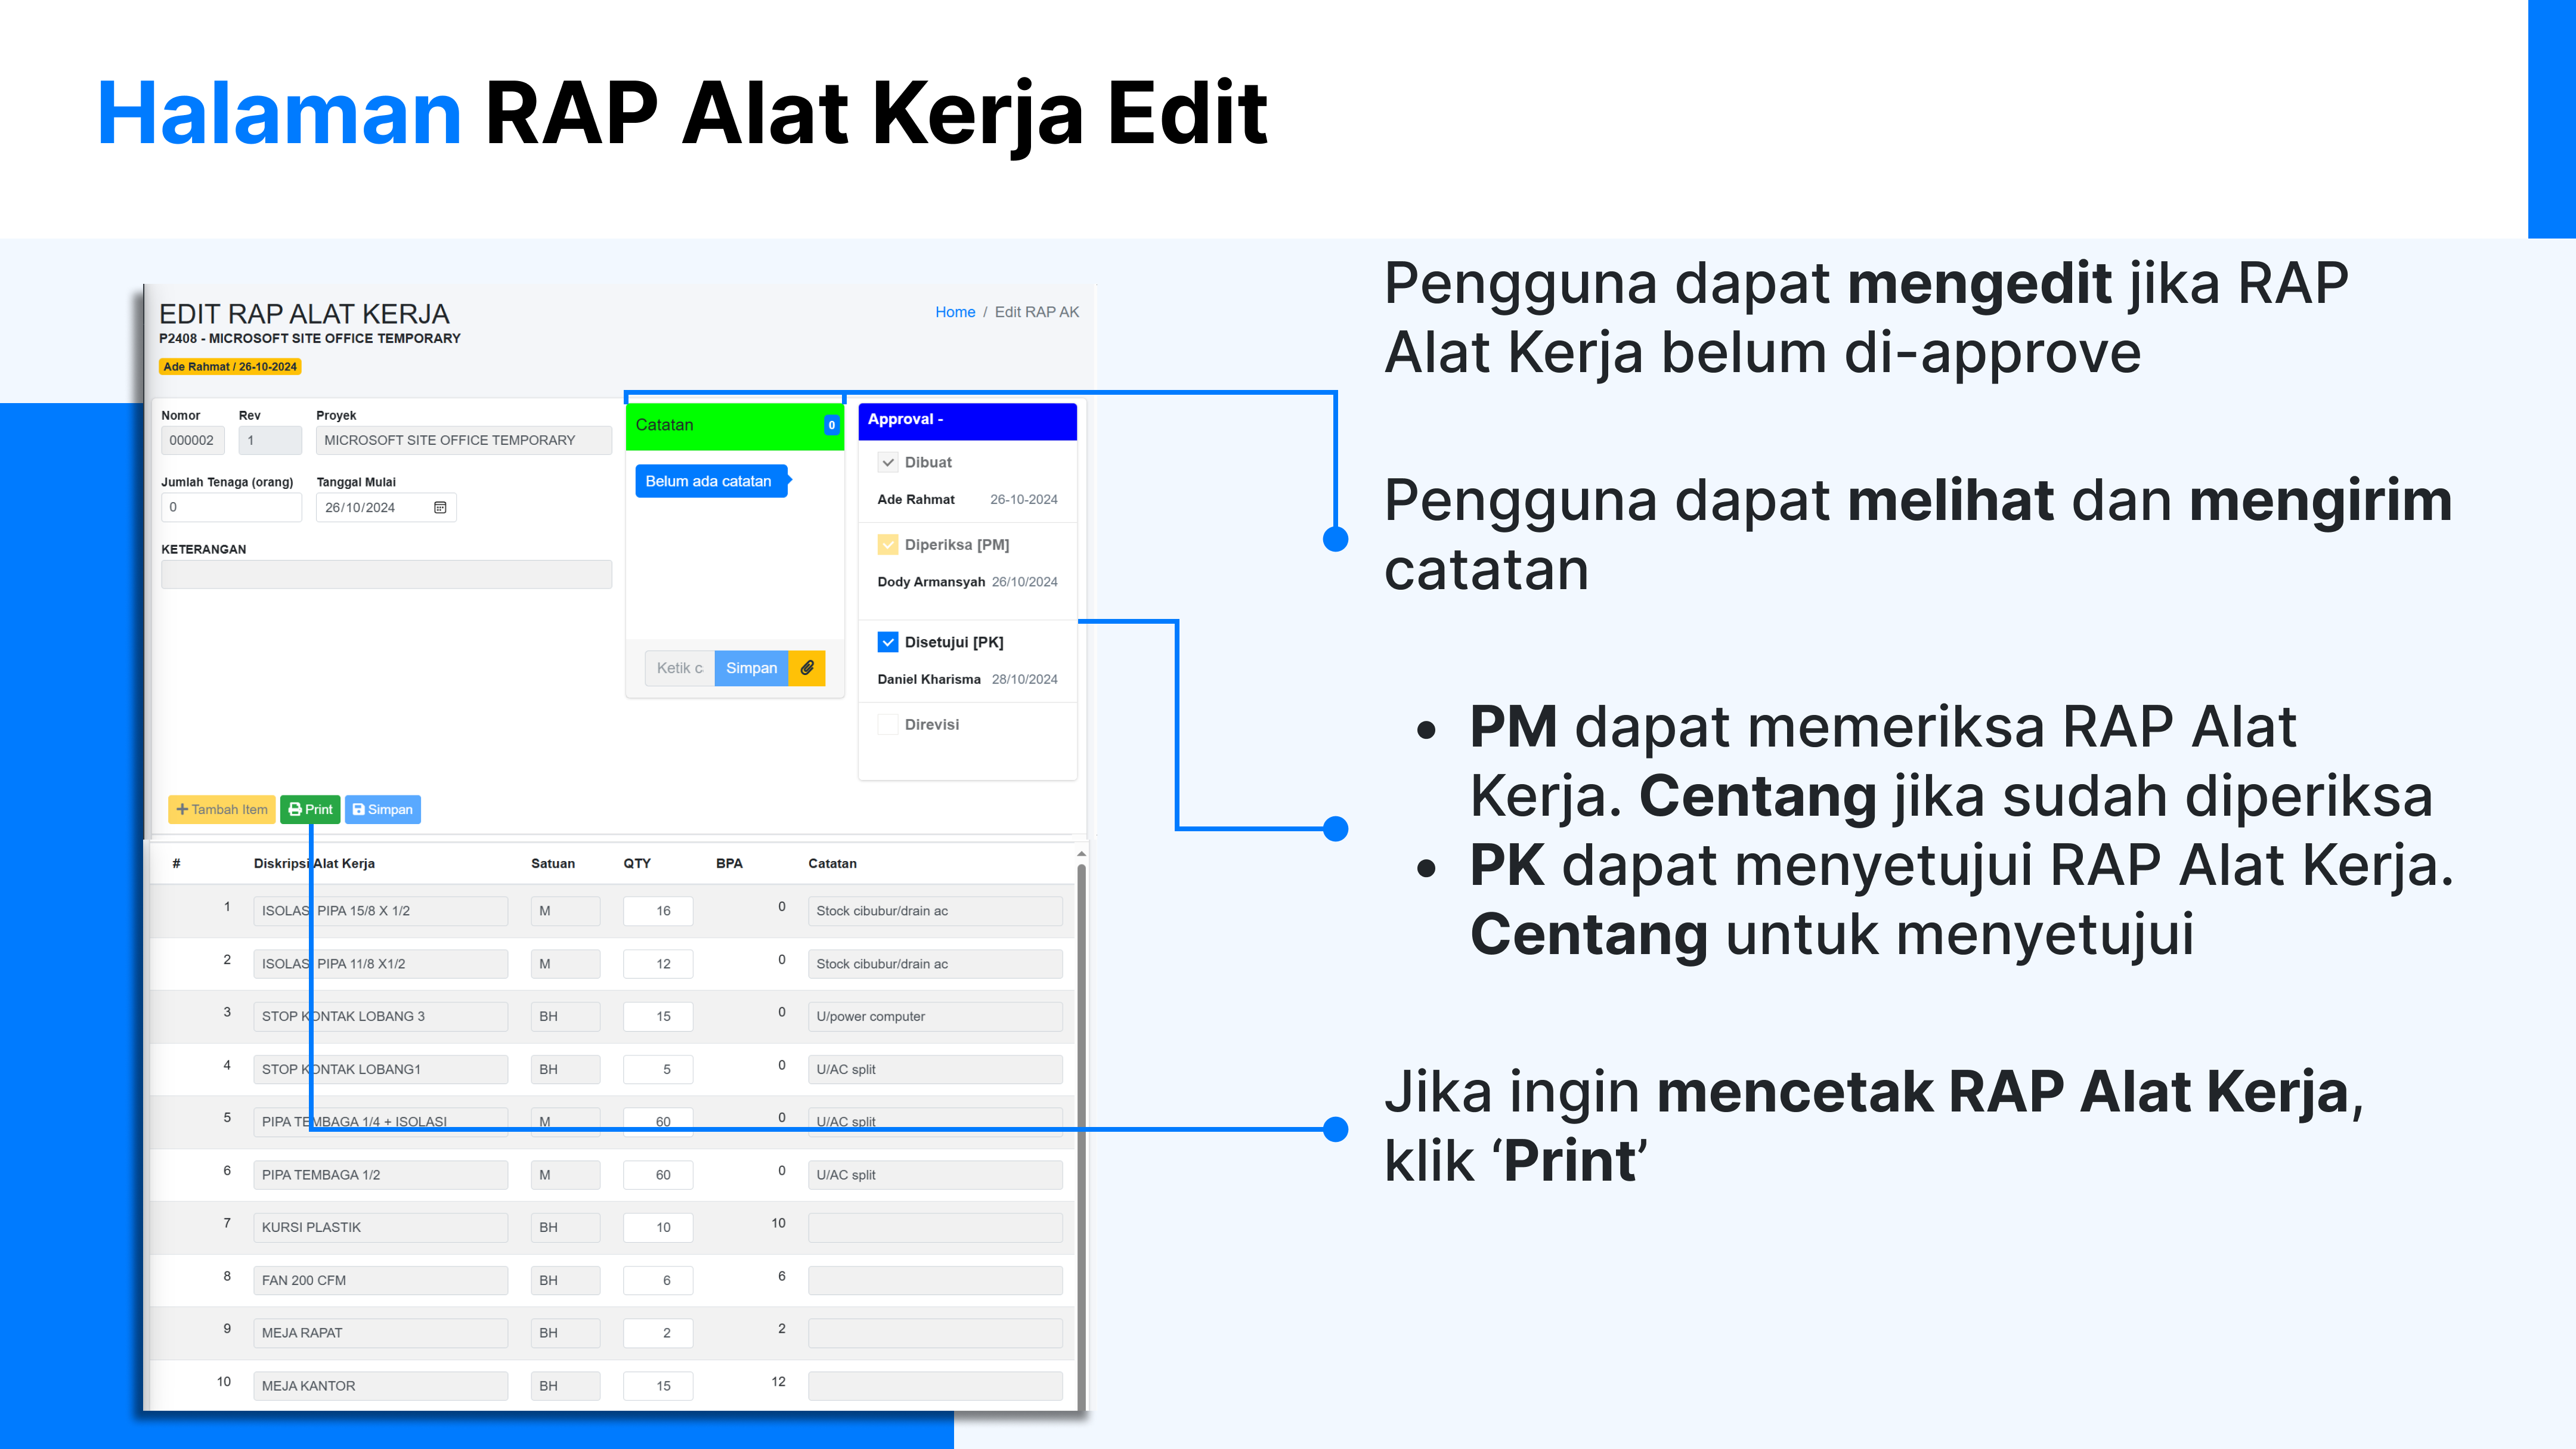 Halaman RAP Alat Kerja Edit
EDIT RAP ALAT KERJA
Home / Edit RAP AK
P2408 - MICROSOFT SITE OFFICE TEMPORARY
Ade Rahmat / 26-10-2024
Nomor Rev Proyek
000002 1 MICROSOFT SITE OFFICE TEMPORARY
Jumlah Tenaga (orang) Tanggal Mulai
0 26/10/2024
KETERANGAN
Catatan 0
Belum ada catatan
Ketik c Simpan
Approval -
Dibuat
Ade Rahmat 26-10-2024
Diperiksa [PM]
Dody Armansyah 26/10/2024
Disetujui [PK]
Daniel Kharisma 28/10/2024
Direvisi
Tambah Item Print Simpan
# Diskripsi Alat Kerja Satuan QTY BPA Catatan
1 ISOLASI PIPA 15/8 X 1/2 M 16 0 Stock cibubur/drain ac
2 ISOLASI PIPA 11/8 X1/2 M 12 0 Stock cibubur/drain ac
3 STOP KONTAK LOBANG 3 BH 15 0 U/power computer
4 STOP KONTAK LOBANG1 BH 5 0 U/AC split
5 PIPA TEMBAGA 1/4 + ISOLASI M 60 0 U/AC split
6 PIPA TEMBAGA 1/2 M 60 0 U/AC split
7 KURSI PLASTIK BH 10 10
8 FAN 200 CFM BH 6 6
9 MEJA RAPAT BH 2 2
10 MEJA KANTOR BH 15 12
Pengguna dapat mengedit jika RAP
Alat Kerja belum di-approve
Pengguna dapat melihat dan mengirim
catatan
• PM dapat memeriksa RAP Alat
Kerja. Centang jika sudah diperiksa
• PK dapat menyetujui RAP Alat Kerja.
Centang untuk menyetujui
Jika ingin mencetak RAP Alat Kerja,
klik ‘Print’